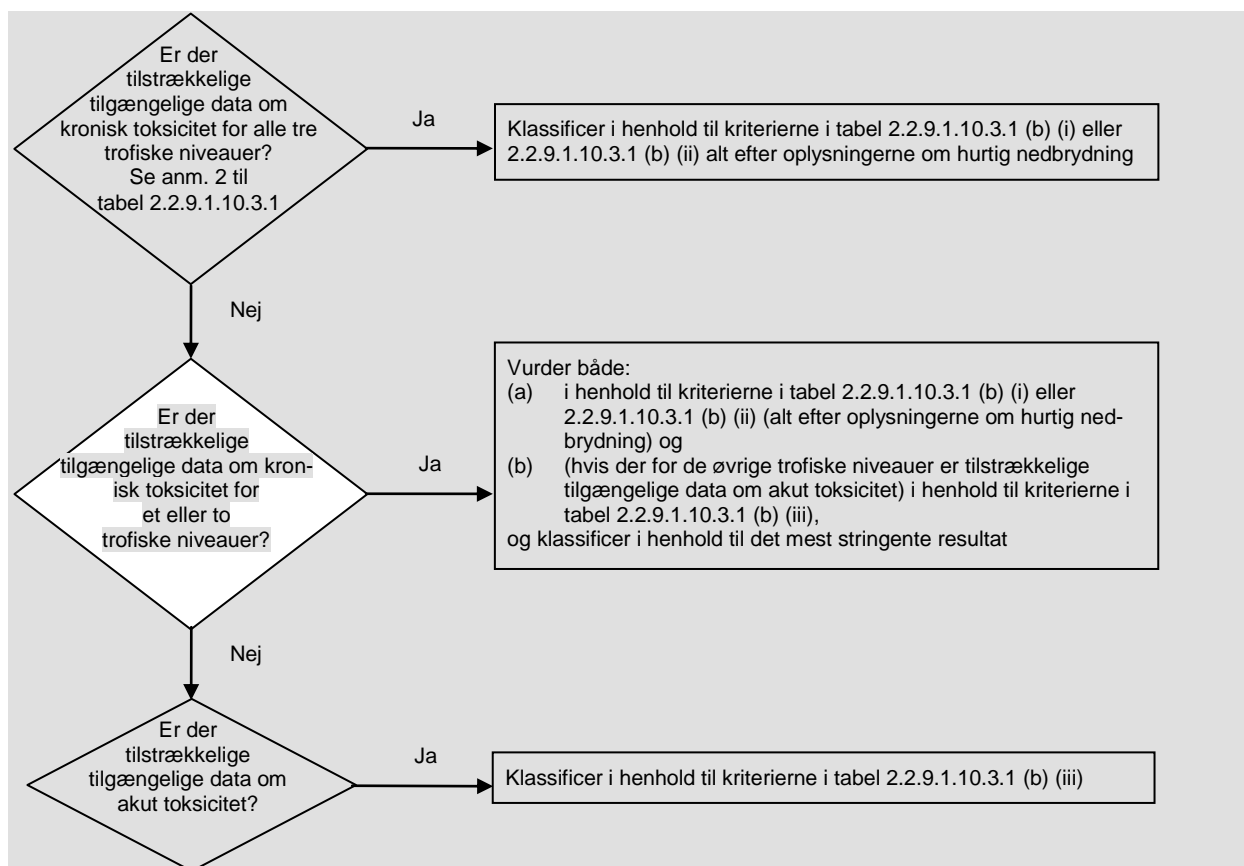 Er der
tilstrækkelige
tilgængelige data om
kronisk toksicitet for alle tre
trofiske niveauer?
Se anm. 2 til
tabel 2.2.9.1.10.3.1
Ja
Klassificer i henhold til kriterierne i tabel 2.2.9.1.10.3.1 (b) (i) eller
2.2.9.1.10.3.1 (b) (ii) alt efter oplysningerne om hurtig nedbrydning
Nej
Er der
tilstrækkelige
tilgængelige data om kron-
isk toksicitet for
et eller to
trofiske niveauer?
Ja
Vurder både:
(a) i henhold til kriterierne i tabel 2.2.9.1.10.3.1 (b) (i) eller
2.2.9.1.10.3.1 (b) (ii) (alt efter oplysningerne om hurtig ned-
brydning) og
(b) (hvis der for de øvrige trofiske niveauer er tilstrækkelige
tilgængelige data om akut toksicitet) i henhold til kriterierne i
tabel 2.2.9.1.10.3.1 (b) (iii),
og klassificer i henhold til det mest stringente resultat
Nej
Er der
tilstrækkelige
tilgængelige data om
akut toksicitet?
Ja
Klassificer i henhold til kriterierne i tabel 2.2.9.1.10.3.1 (b) (iii)